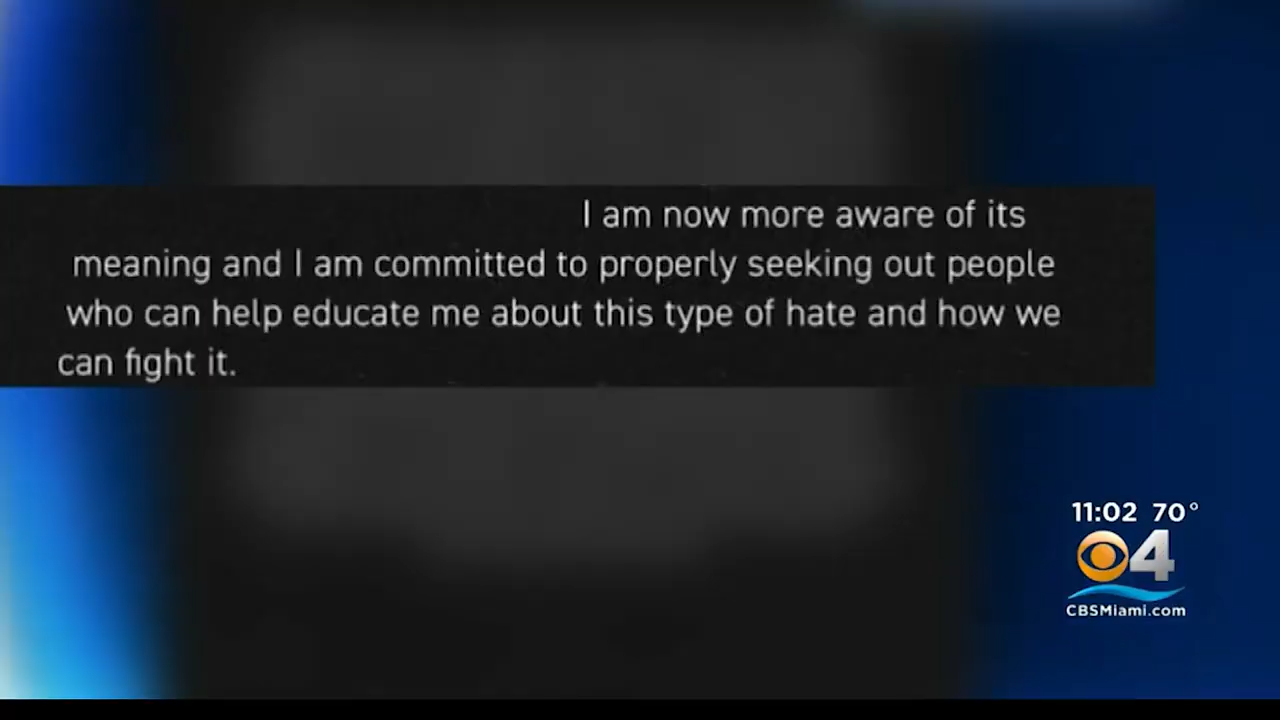 I am now more aware of its
meaning and I am committed to properly seeking out people
who can help educate me about this type of hate and how we
can fight it.
11:02 70°
4
CBSMiami.com